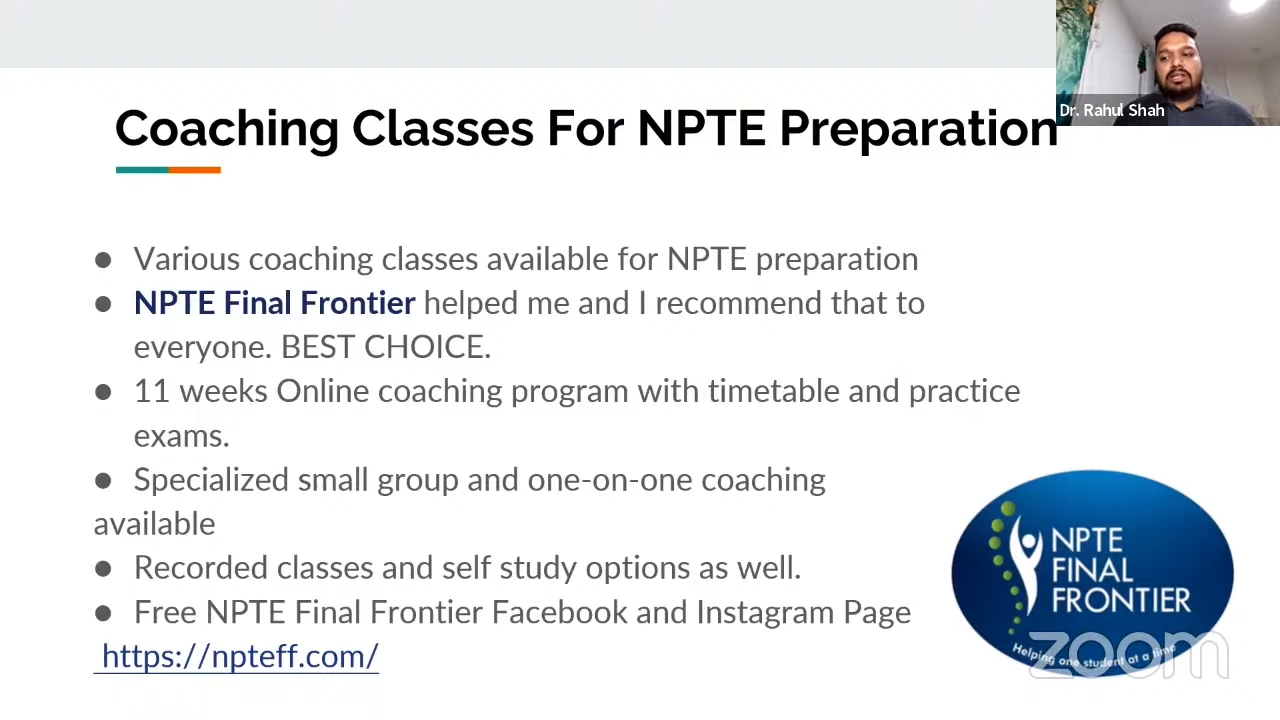 Dr. Rahul Shah
Coaching Classes For NPTE Preparation
● Various coaching classes available for NPTE preparation
● NPTE Final Frontier helped me and I recommend that to
everyone. BEST CHOICE.
● 11 weeks Online coaching program with timetable and practice
exams.
● Specialized small group and one-on-one coaching
available
● Recorded classes and self study options as well.
● Free NPTE Final Frontier Facebook and Instagram Page
https://npteff.com/
NPTE
FINAL
FRONTIER
Helping one student at a time
zoom